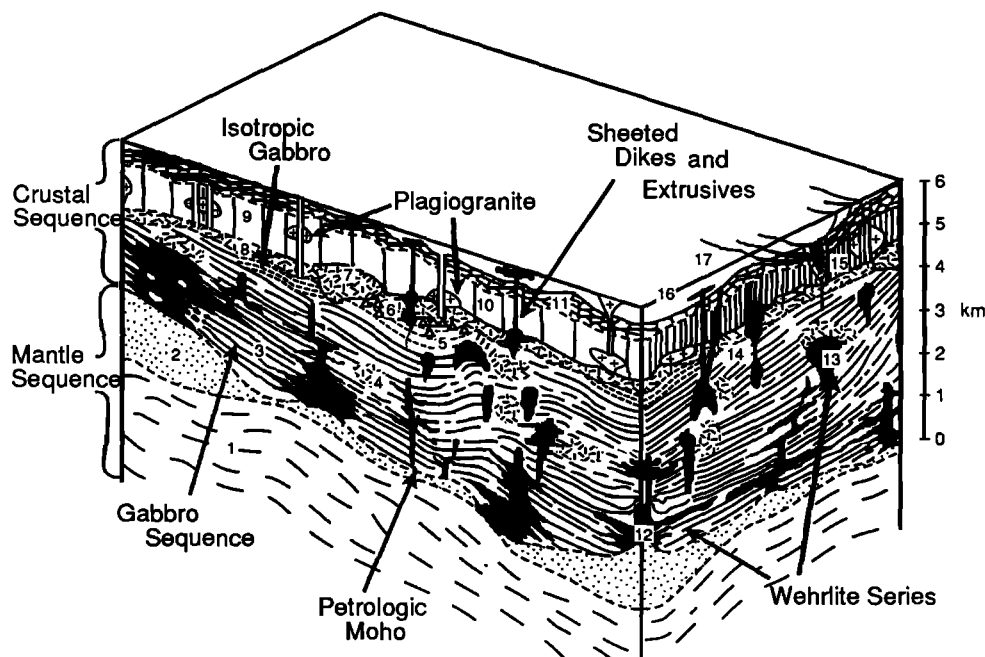 Isotropic
Gabbro
Sheeted
Dikes and
Extrusives
Plagiogranite
Crustal
Sequence
Mantle
Sequence
Gabbro
Sequence
Petrologic
Moho
Wehrlite Series
6
5
4
3
km
2
1
0
1
2
3
4
5
6
7
8
9
10
11
12
13
14
15
16
17